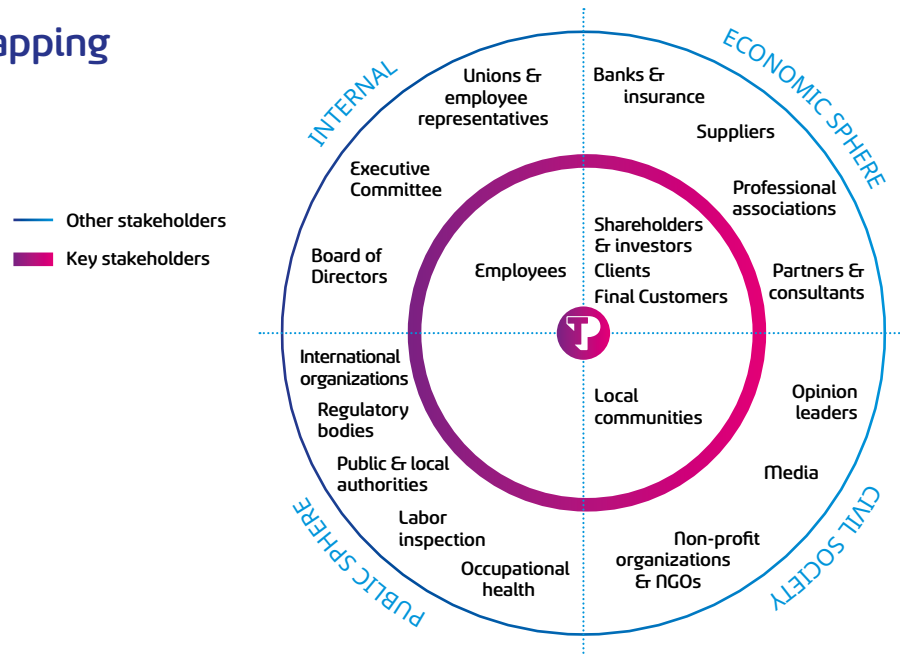 apping
INTERNAL
ECONOMIC SPHERE
Unions &
employee
representatives
Banks &
insurance
Suppliers
Executive
Committee
Professional
associations
Other stakeholders
Key stakeholders
Shareholders
& investors
Clients
Final Customers
Employees
Board of
Directors
Partners &
consultants
TP
International
organizations
Regulatory
bodies
Public & local
authorities
Labor
inspection
Occupational
health
PUBLIC SPHERE
Local
communities
Opinion
leaders
Media
Non-profit
organizations
& NGOs
CIVIL SOCIETY